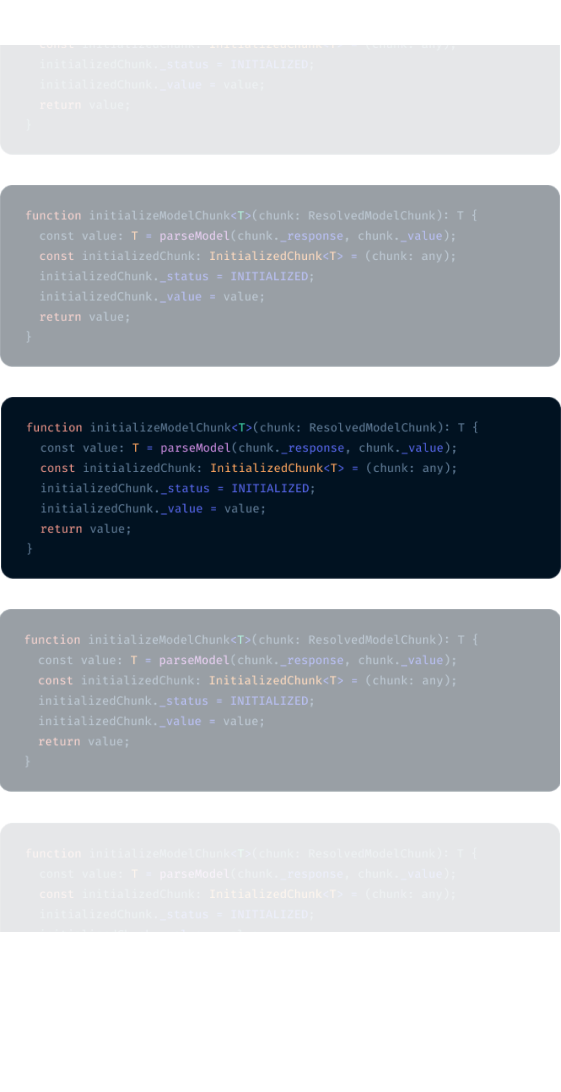 const initializedChunk: InitializedChunk<T> = (chunk: any);
initializedChunk._status = INITIALIZED;
initializedChunk._value = value;
return value;
}
function initializeModelChunk<T>(chunk: ResolvedModelChunk): T {
const value: T = parseModel(chunk._response, chunk._value);
const initializedChunk: InitializedChunk<T> = (chunk: any);
initializedChunk._status = INITIALIZED;
initializedChunk._value = value;
return value;
}
function initializeModelChunk<T>(chunk: ResolvedModelChunk): T {
const value: T = parseModel(chunk._response, chunk._value);
const initializedChunk: InitializedChunk<T> = (chunk: any);
initializedChunk._status = INITIALIZED;
initializedChunk._value = value;
return value;
}
function initializeModelChunk<T>(chunk: ResolvedModelChunk): T {
const value: T = parseModel(chunk._response, chunk._value);
const initializedChunk: InitializedChunk<T> = (chunk: any);
initializedChunk._status = INITIALIZED;
initializedChunk._value = value;
return value;
}
function initializeModelChunk<T>(chunk: ResolvedModelChunk): T {
const value: T = parseModel(chunk._response, chunk._value);
const initializedChunk: InitializedChunk<T> = (chunk: any);
initializedChunk._status = INITIALIZED;